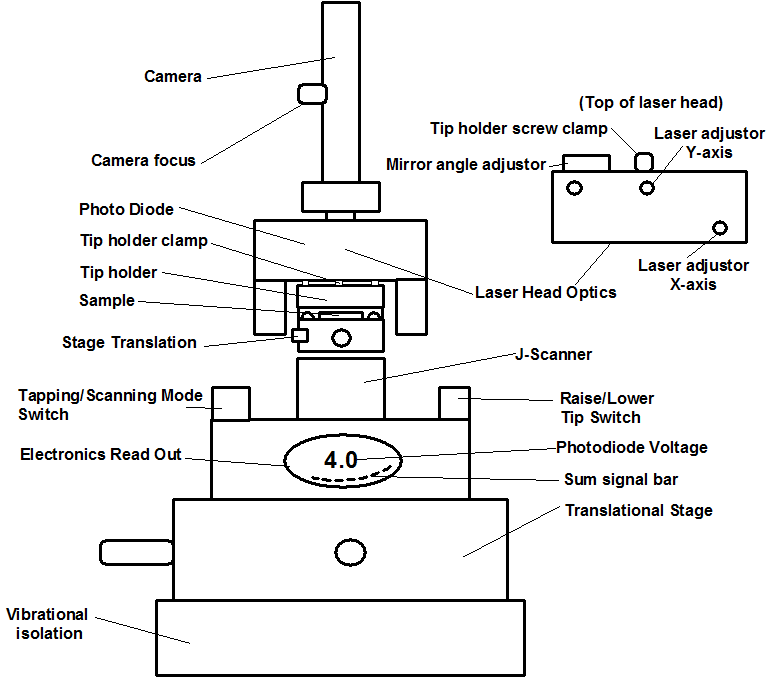 Camera
Camera focus
Photo Diode
Tip holder clamp
Tip holder
Sample
Stage Translation
(Top of laser head)
Tip holder screw clamp
Laser adjustor
Y-axis
Mirror angle adjustor
Laser adjustor
X-axis
Laser Head Optics
J-Scanner
Tapping/Scanning Mode
Switch
Raise/Lower
Tip Switch
Electronics Read Out
4.0
Photodiode Voltage
Sum signal bar
Translational Stage
Vibrational
isolation